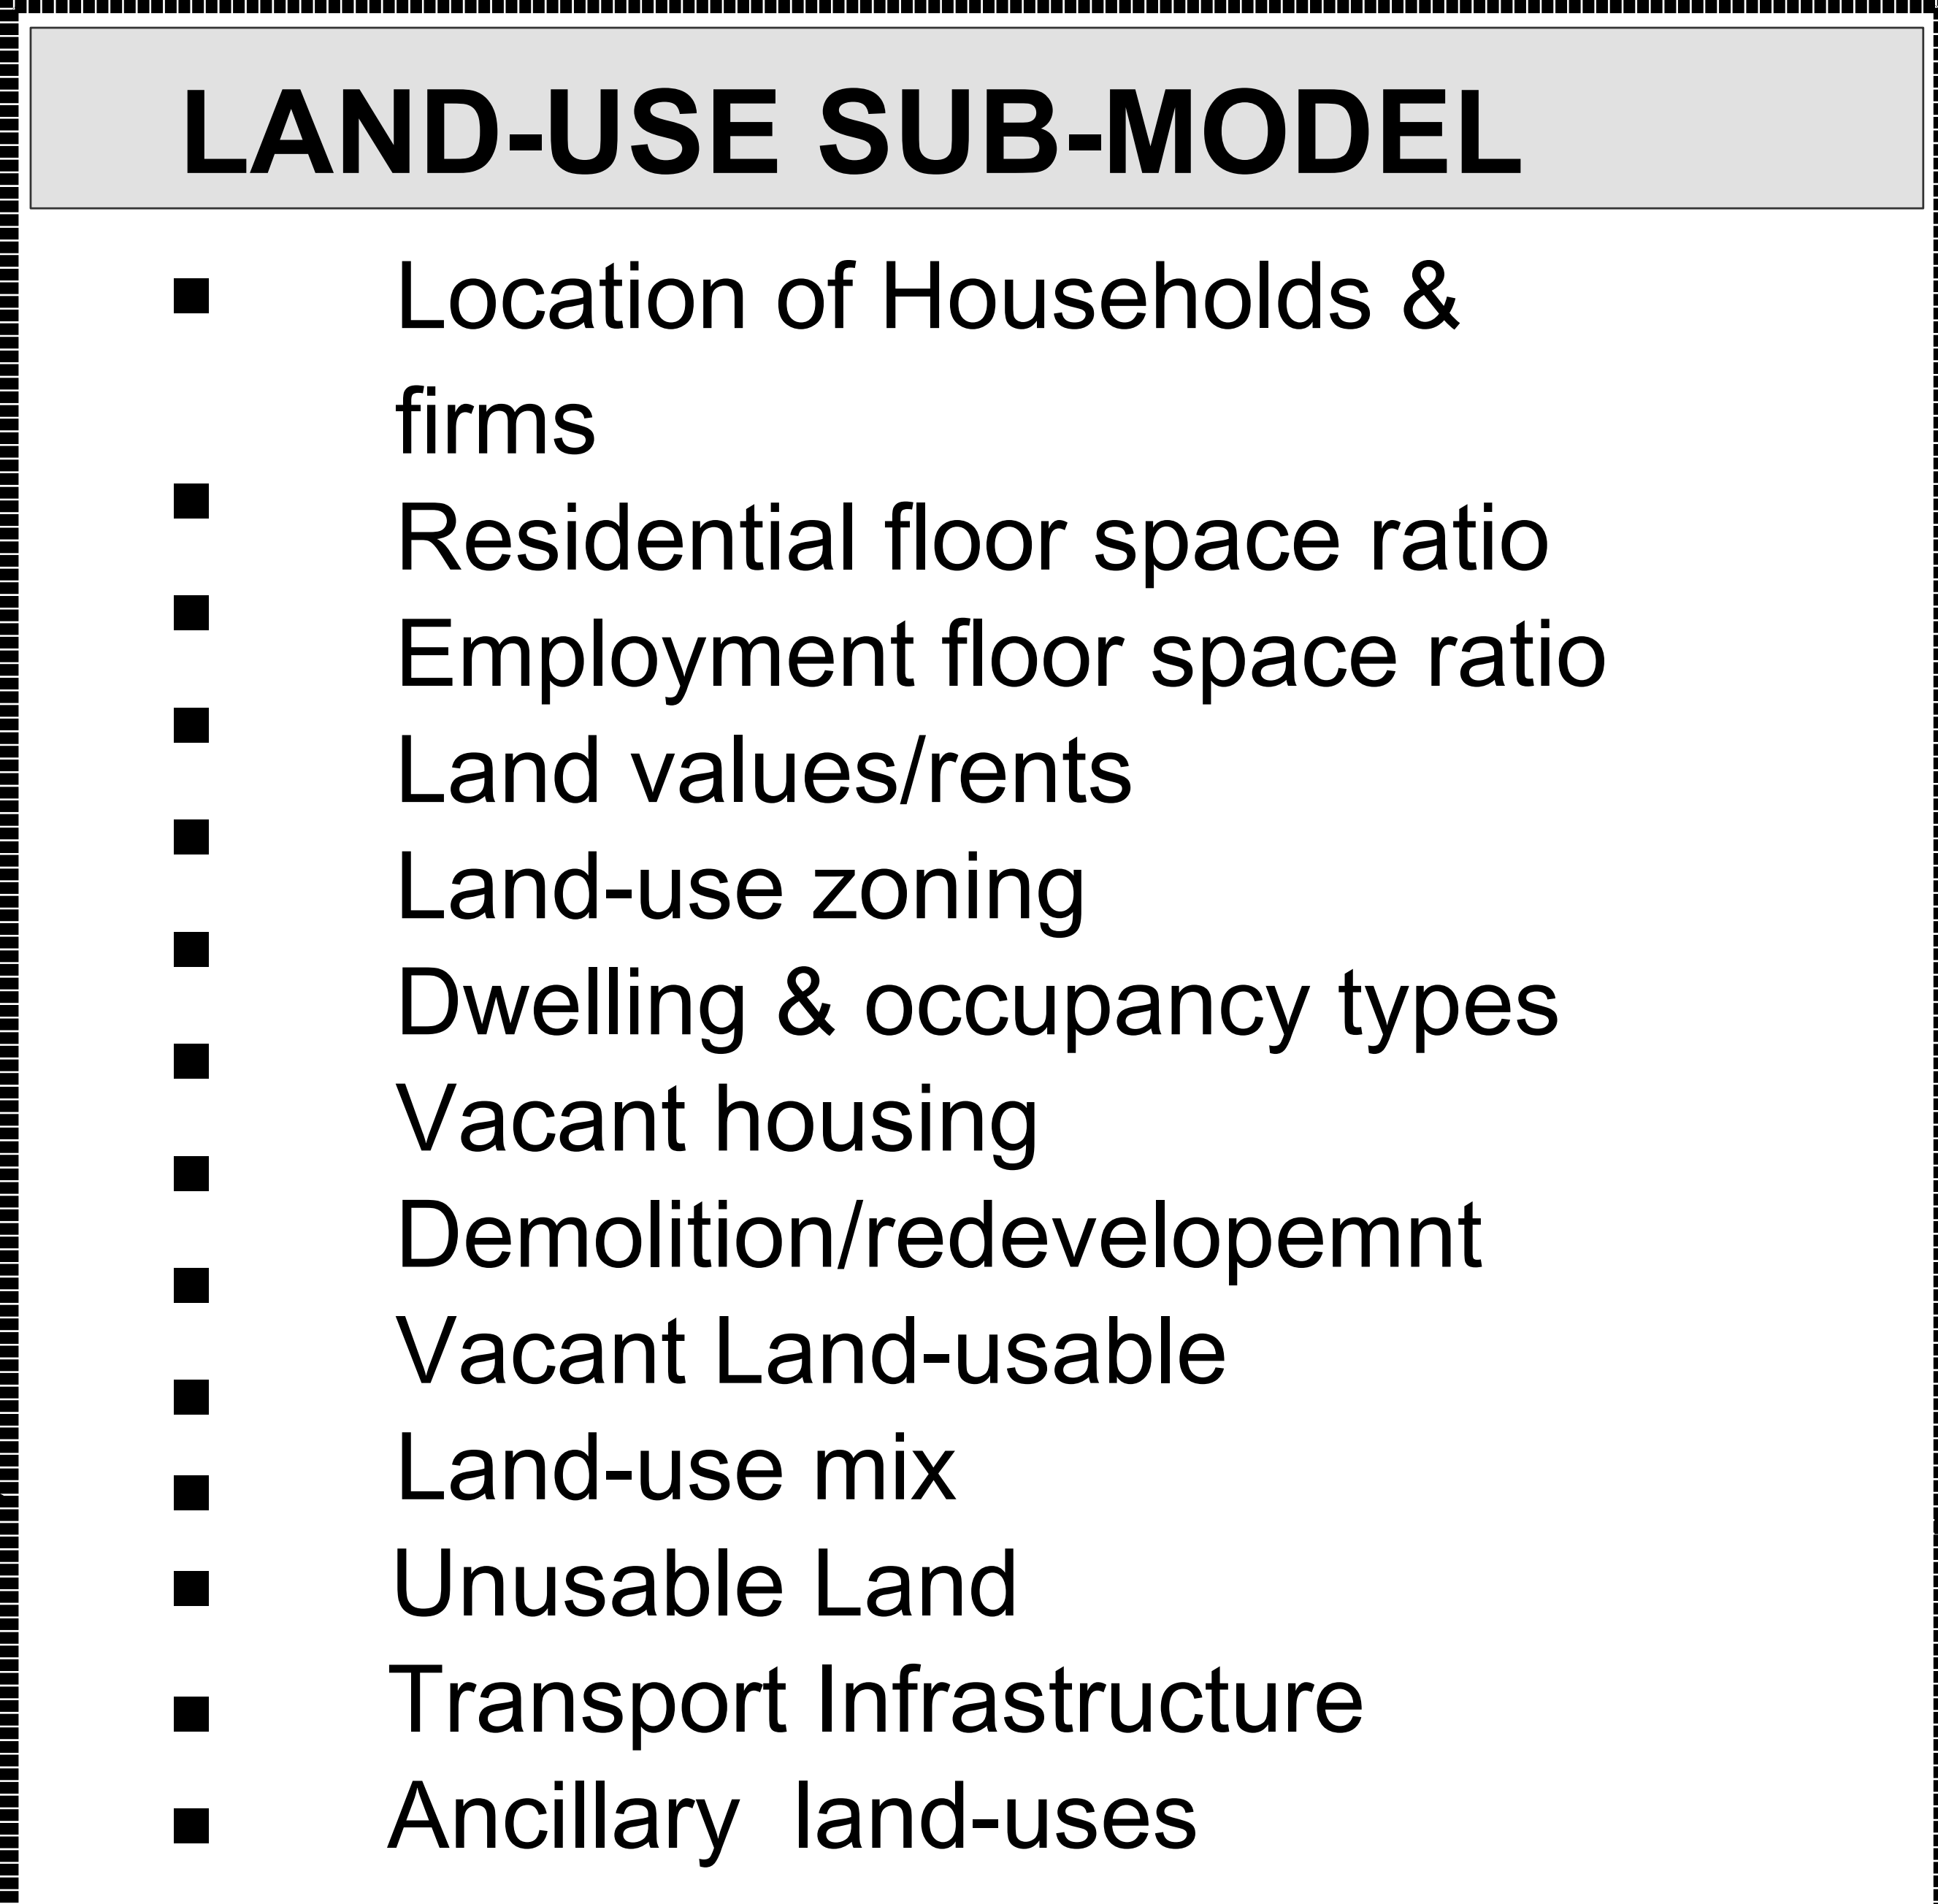 LAND-USE SUB-MODEL
Location of Households &
firms
Residential floor space ratio
Employment floor space ratio
Land values/rents
Land-use zoning
Dwelling & occupancy types
Vacant housing
Demolition/redevelopemnt
Vacant Land-usable
Land-use mix
Unusable Land
Transport Infrastructure
Ancillary land-uses